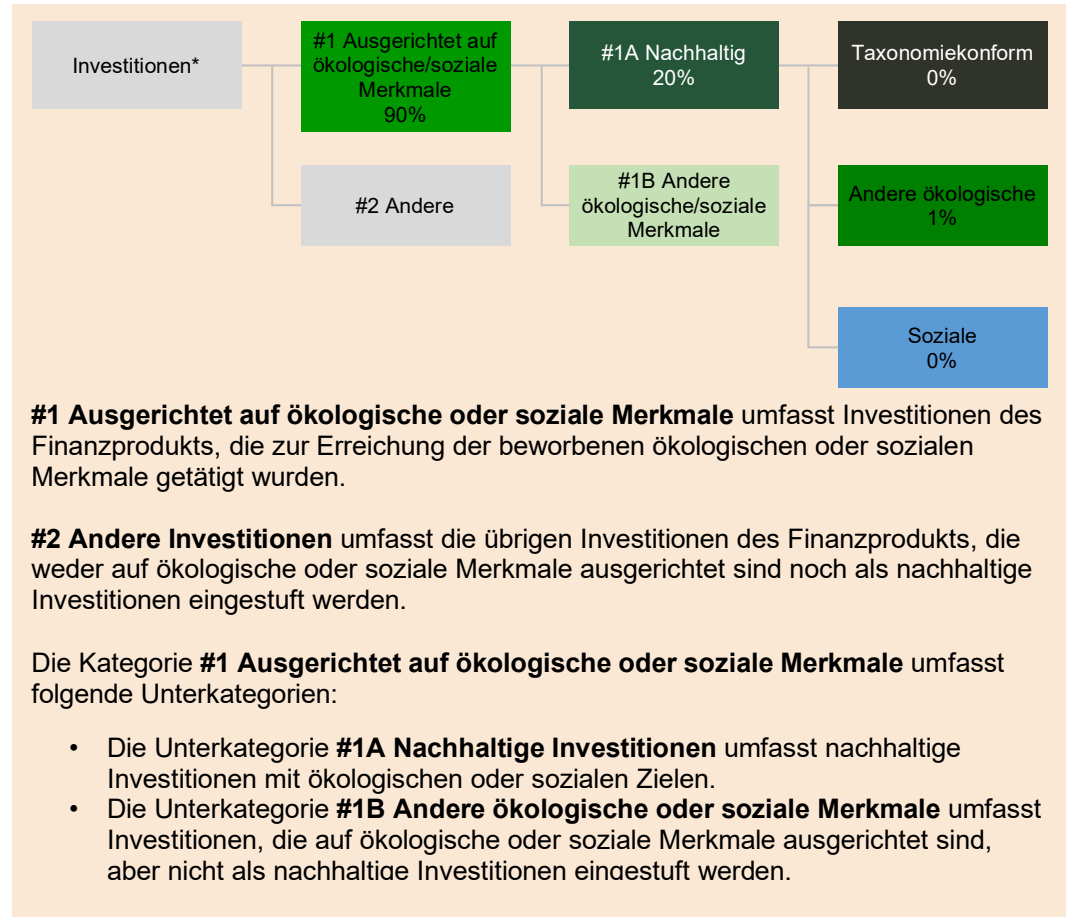 Investitionen*
#1 Ausgerichtet auf
ökologische/soziale
Merkmale
90%
#1A Nachhaltig
20%
Taxonomiekonform
0%
#2 Andere
#1B Andere
ökologische/soziale
Merkmale
Andere ökologische
1%
Soziale
0%
#1 Ausgerichtet auf ökologische oder soziale Merkmale umfasst Investitionen des
Finanzprodukts, die zur Erreichung der beworbenen ökologischen oder sozialen
Merkmale getätigt wurden.
#2 Andere Investitionen umfasst die übrigen Investitionen des Finanzprodukts, die
weder auf ökologische oder soziale Merkmale ausgerichtet sind noch als nachhaltige
Investitionen eingestuft werden.
Die Kategorie #1 Ausgerichtet auf ökologische oder soziale Merkmale umfasst
folgende Unterkategorien:
• Die Unterkategorie #1A Nachhaltige Investitionen umfasst nachhaltige
Investitionen mit ökologischen oder sozialen Zielen.
• Die Unterkategorie #1B Andere ökologische oder soziale Merkmale umfasst
Investitionen, die auf ökologische oder soziale Merkmale ausgerichtet sind,
aber nicht als nachhaltige Investitionen eingestuft werden.